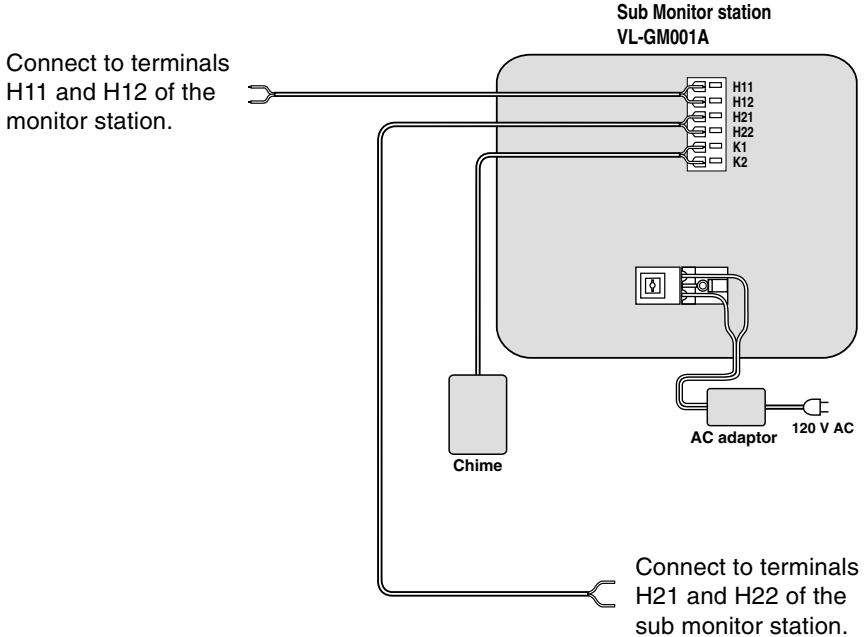 Sub Monitor station
VL-GM001A
Connect to terminals
H11 and H12 of the
monitor station.
H11
H12
H21
H22
K1
K2
Chime
AC adaptor
120 V AC
Connect to terminals
H21 and H22 of the
sub monitor station.